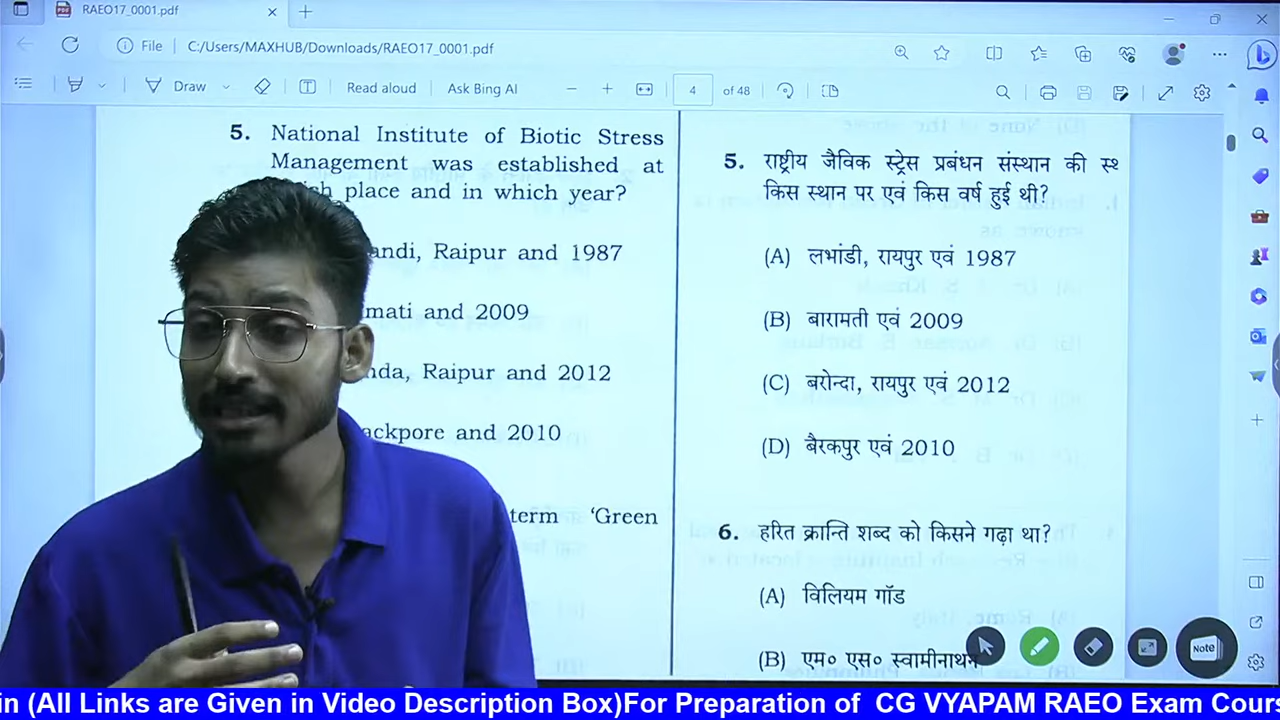 RAEO17_0001.pdf
File C:/Users/MAXHUB/Downloads/RAEO17_0001.pdf
Draw Read aloud Ask Bing AI 4 of 48
5. National Institute of Biotic Stress
Management was established at
place and in which year?
Raipur and 1987
and 2009
Raipur and 2012
and 2010
term ‘Green
5. राष्ट्रीय जैविक स्ट्रेस प्रबंधन संस्थान की
किस स्थान पर एवं किस वर्ष हुई थी?
(A) लभांडी, रायपुर एवं 1987
(B) बारामती एवं 2009
(C) बरोन्दा, रायपुर एवं 2012
(D) बैरकपुर एवं 2010
6. हरित क्रान्ति शब्द को किसने गढ़ा था?
(A) विलियम गॉड
(B) एम० एस० स्वामीनाथन
Note
in (All Links are Given in Video Description Box)For Preparation of CG VYAPAM RAEO Exam Cours